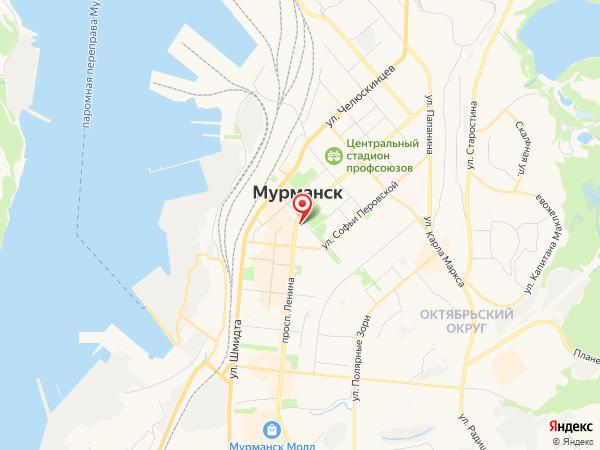 паромная переправа Му
ул. Челюскинцев
ул. Папанина
ул. Старостина
Скальная ул.
Центральный
стадион
профсоюзов
Мурманск
ул. Софьи Перовской
ул. Карла Маркса
ул. Капитана Маклакова
просп. Ленина
ОКТЯБРЬСКИЙ
ОКРУГ
ул. Шмидта
ул. Полярные Зори
Плане
ул. Радищ
Мурманск Молл
Яндекс
© Яндекс